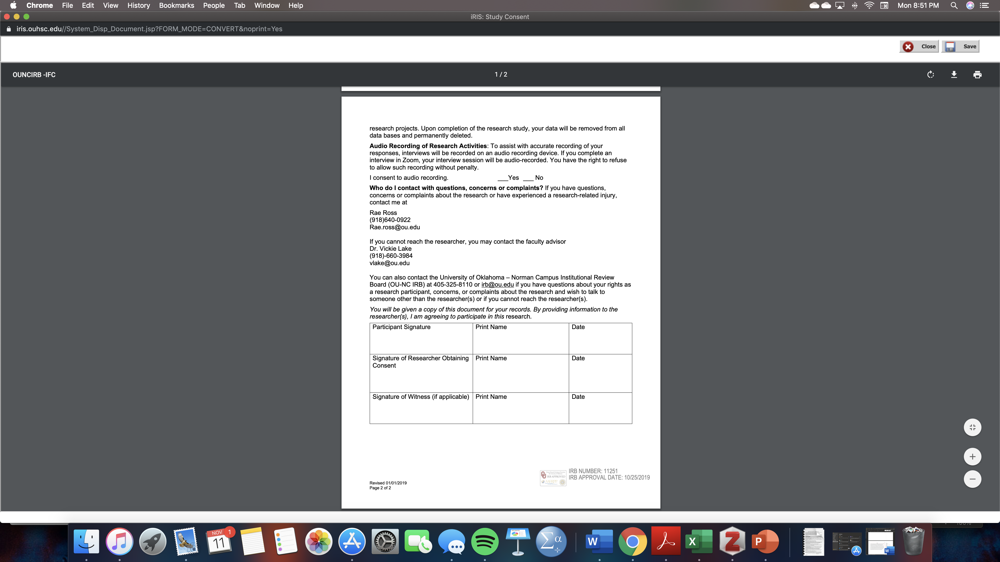 Chrome File Edit View History Bookmarks People Tab Window Help
Mon 8:51 PM
iRIS: Study Consent
iris.ouhsc.edu//System_Disp_Document.jsp?FORM_MODE=CONVERT&noprint=Yes
Close Save
OUNCIRB -IFC
1 / 2
research projects. Upon completion of the research study, your data will be removed from all
data bases and permanently deleted.
Audio Recording of Research Activities: To assist with accurate recording of your
responses, interviews will be recorded on an audio recording device. If you complete an
interview in Zoom, your interview session will be audio-recorded. You have the right to refuse
to allow such recording without penalty.
I consent to audio recording. ___Yes ___ No
Who do I contact with questions, concerns or complaints? If you have questions,
concerns or complaints about the research or have experienced a research-related injury,
contact me at
Rae Ross
(918)640-0922
Rae.ross@ou.edu
If you cannot reach the researcher, you may contact the faculty advisor
Dr. Vickie Lake
(918)-660-3984
vlake@ou.edu
You can also contact the University of Oklahoma – Norman Campus Institutional Review
Board (OU-NC IRB) at 405-325-8110 or irb@ou.edu if you have questions about your rights as
a research participant, concerns, or complaints about the research and wish to talk to
someone other than the researcher(s) or if you cannot reach the researcher(s).
You will be given a copy of this document for your records. By providing information to the
researcher(s), I am agreeing to participate in this research.
Participant Signature Print Name Date
Signature of Researcher Obtaining Print Name Date
Consent
Signature of Witness (if applicable) Print Name Date
IRB APPROVED
IRB NUMBER: 11251
IRB APPROVAL DATE: 10/25/2019
Revised 01/01/2019
Page 2 of 2
NOV
11
1
W
X
Z
P